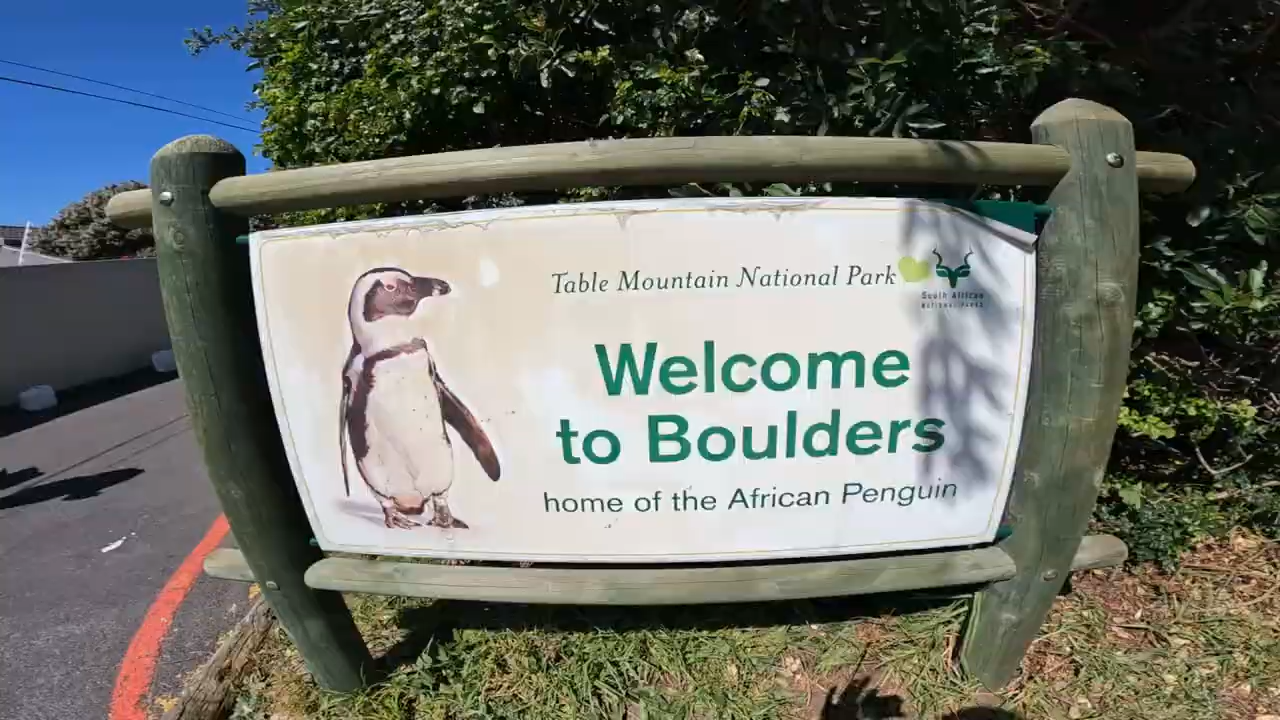 Table Mountain National Park
South African
NATIONAL PARKS
Welcome
to Boulders
home of the African Penguin